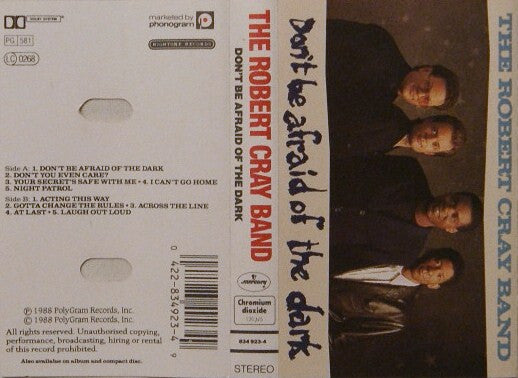 DOLBY SYSTEM
PG 581
LC 0268
marketed by
phonogram
HIGHTONE RECORDS
Side A: 1. DON'T BE AFRAID OF THE DARK
2. DON'T YOU EVEN CARE?
3. YOUR SECRET'S SAFE WITH ME • 4. I CAN'T GO HOME
5. NIGHT PATROL
Side B: 1. ACTING THIS WAY
2. GOTTA CHANGE THE RULES • 3. ACROSS THE LINE
4. AT LAST • 5. LAUGH OUT LOUD
Ⓟ 1988 PolyGram Records, Inc.
© 1988 PolyGram Records, Inc.
All rights reserved. Unauthorised copying,
performance, broadcasting, hiring or rental
of this record prohibited.
Also available on album and compact disc.
0 422-834923-4 9
THE ROBERT CRAY BAND
DON'T BE AFRAID OF THE DARK
mercury
Chromium
dioxide
834 923-4
STEREO
Don't be afraid of the dark
THE ROBERT CRAY BAND